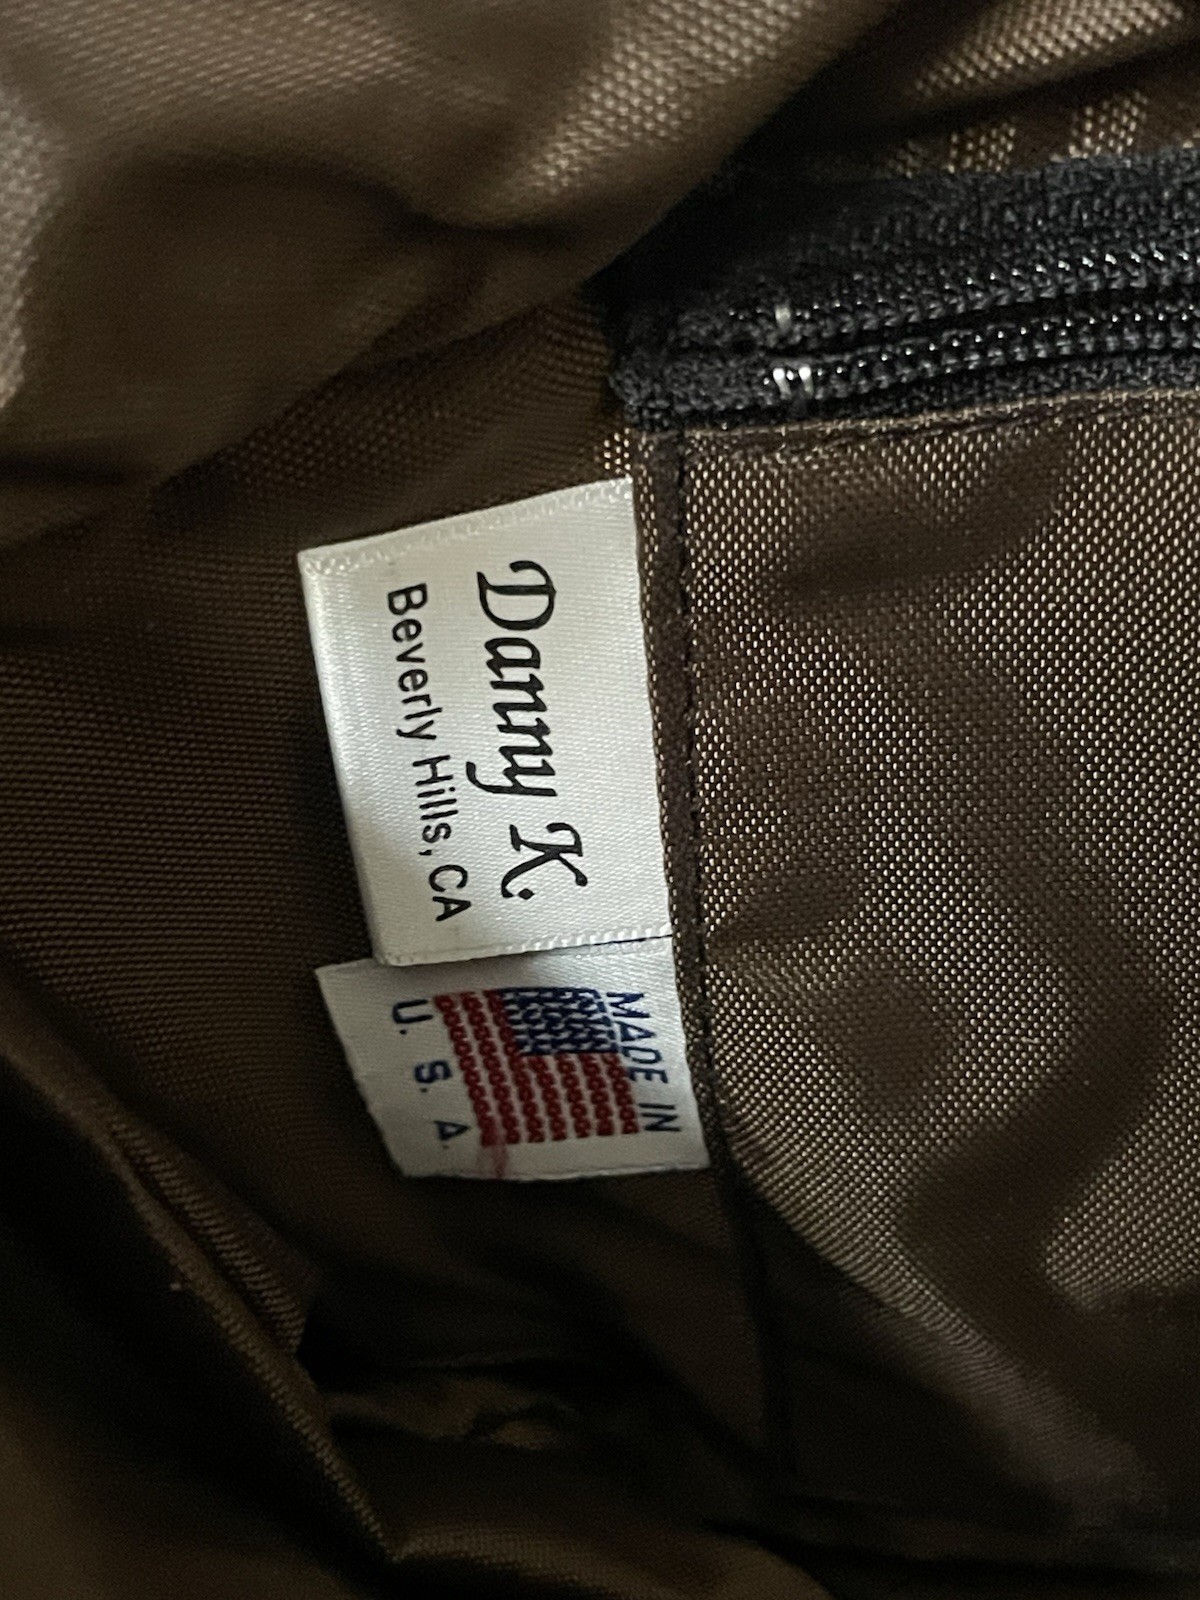 Danny K.
Beverly Hills, CA
MADE IN
U. S. A.